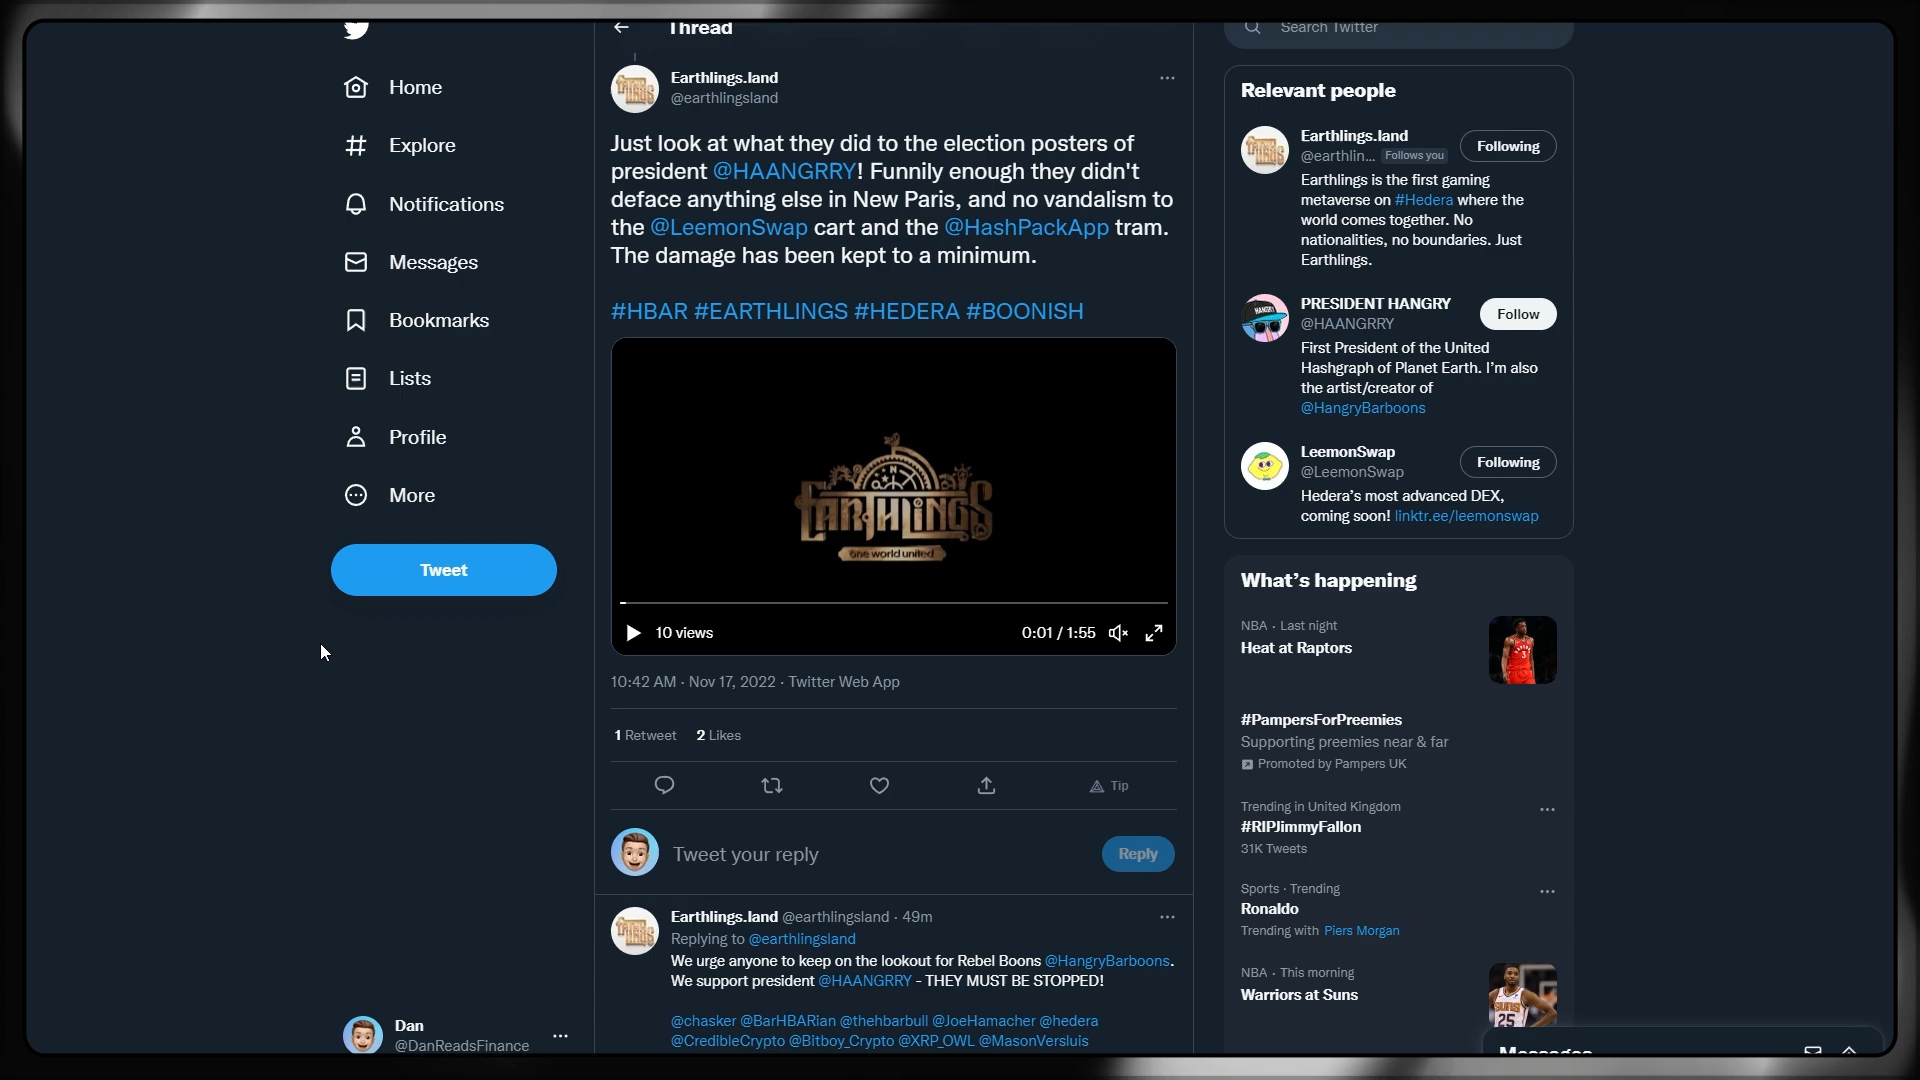 Thread
Search Twitter
Home
Explore
Notifications
Messages
Bookmarks
Lists
Profile
More
Tweet
Dan
@DanReadsFinance
Earthlings.land
@earthlingsland
Just look at what they did to the election posters of
president @HAANGRRY! Funnily enough they didn't
deface anything else in New Paris, and no vandalism to
the @LeemonSwap cart and the @HashPackApp tram.
The damage has been kept to a minimum.
#HBAR #EARTHLINGS #HEDERA #BOONISH
N
EARTHLINGS
one world united
10 views
0:01 / 1:55
10:42 AM · Nov 17, 2022 · Twitter Web App
1 Retweet 2 Likes
Tip
Tweet your reply
Reply
Earthlings.land @earthlingsland · 49m
Replying to @earthlingsland
We urge anyone to keep on the lookout for Rebel Boons @HangryBarboons.
We support president @HAANGRRY - THEY MUST BE STOPPED!
@chasker @BarHBARian @thehbarbull @JoeHamacher @hedera
@CredibleCrypto @Bitboy_Crypto @XRP_OWL @MasonVersluis
Relevant people
Earthlings.land
@earthlin... Follows you
Following
Earthlings is the first gaming
metaverse on #Hedera where the
world comes together. No
nationalities, no boundaries. Just
Earthlings.
HANGRY
PRESIDENT HANGRY
@HAANGRRY
Follow
First President of the United
Hashgraph of Planet Earth. I'm also
the artist/creator of
@HangryBarboons
LeemonSwap
@LeemonSwap
Following
Hedera's most advanced DEX,
coming soon! linktr.ee/leemonswap
What's happening
NBA · Last night
Heat at Raptors
#PampersForPreemies
Supporting preemies near & far
Promoted by Pampers UK
Trending in United Kingdom
#RIPJimmyFallon
31K Tweets
Sports · Trending
Ronaldo
Trending with Piers Morgan
NBA · This morning
Warriors at Suns
SUNS
25
Messages